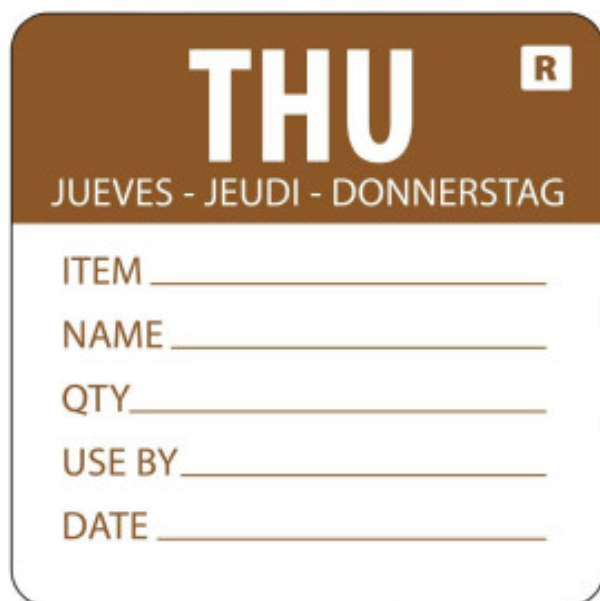 THU
R
JUEVES - JEUDI - DONNERSTAG
ITEM
NAME
QTY
USE BY
DATE